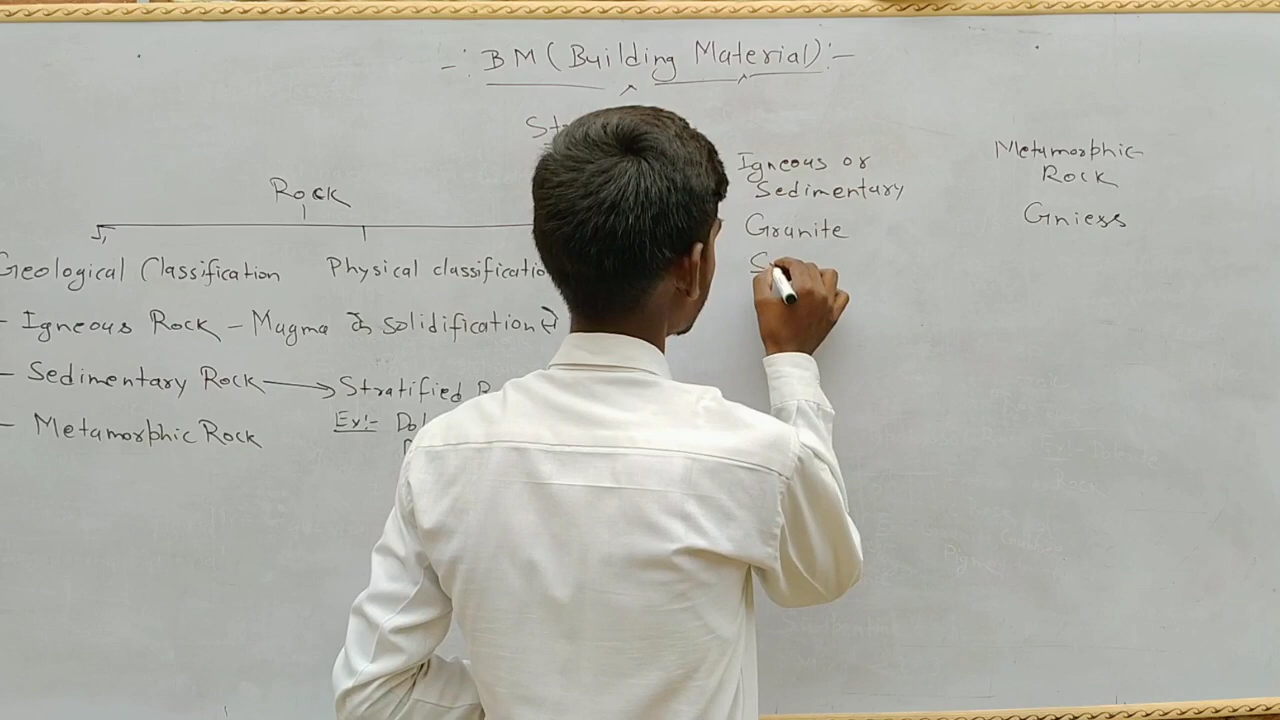 -: BM (Building Material) :-
Rock
Geological Classification
Physical classificatio
- Igneous Rock - Magma के solidification से
- Sedimentary Rock → Stratified
Ex:- Dol
- Metamorphic Rock
Igneous or
Sedimentary
Granite
Metamorphic
Rock
Gniess